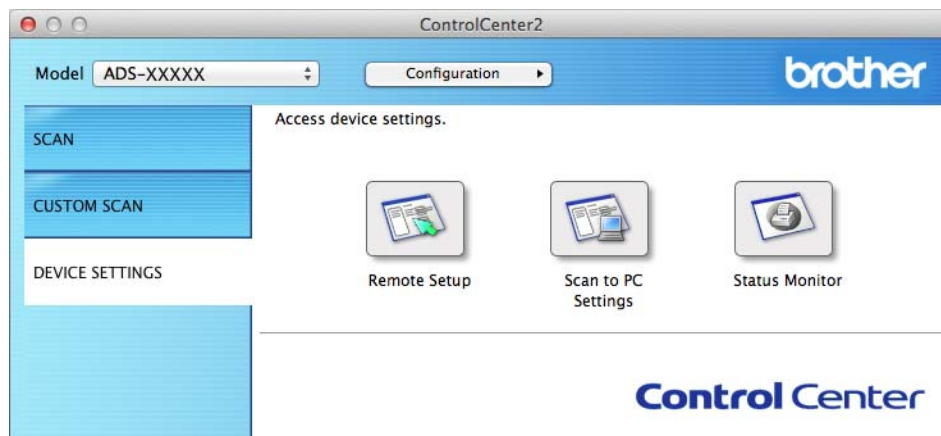 ControlCenter2
Model ADS-XXXXX Configuration
brother
SCAN
CUSTOM SCAN
DEVICE SETTINGS
Access device settings.
Remote Setup
Scan to PC
Settings
Status Monitor
Control Center